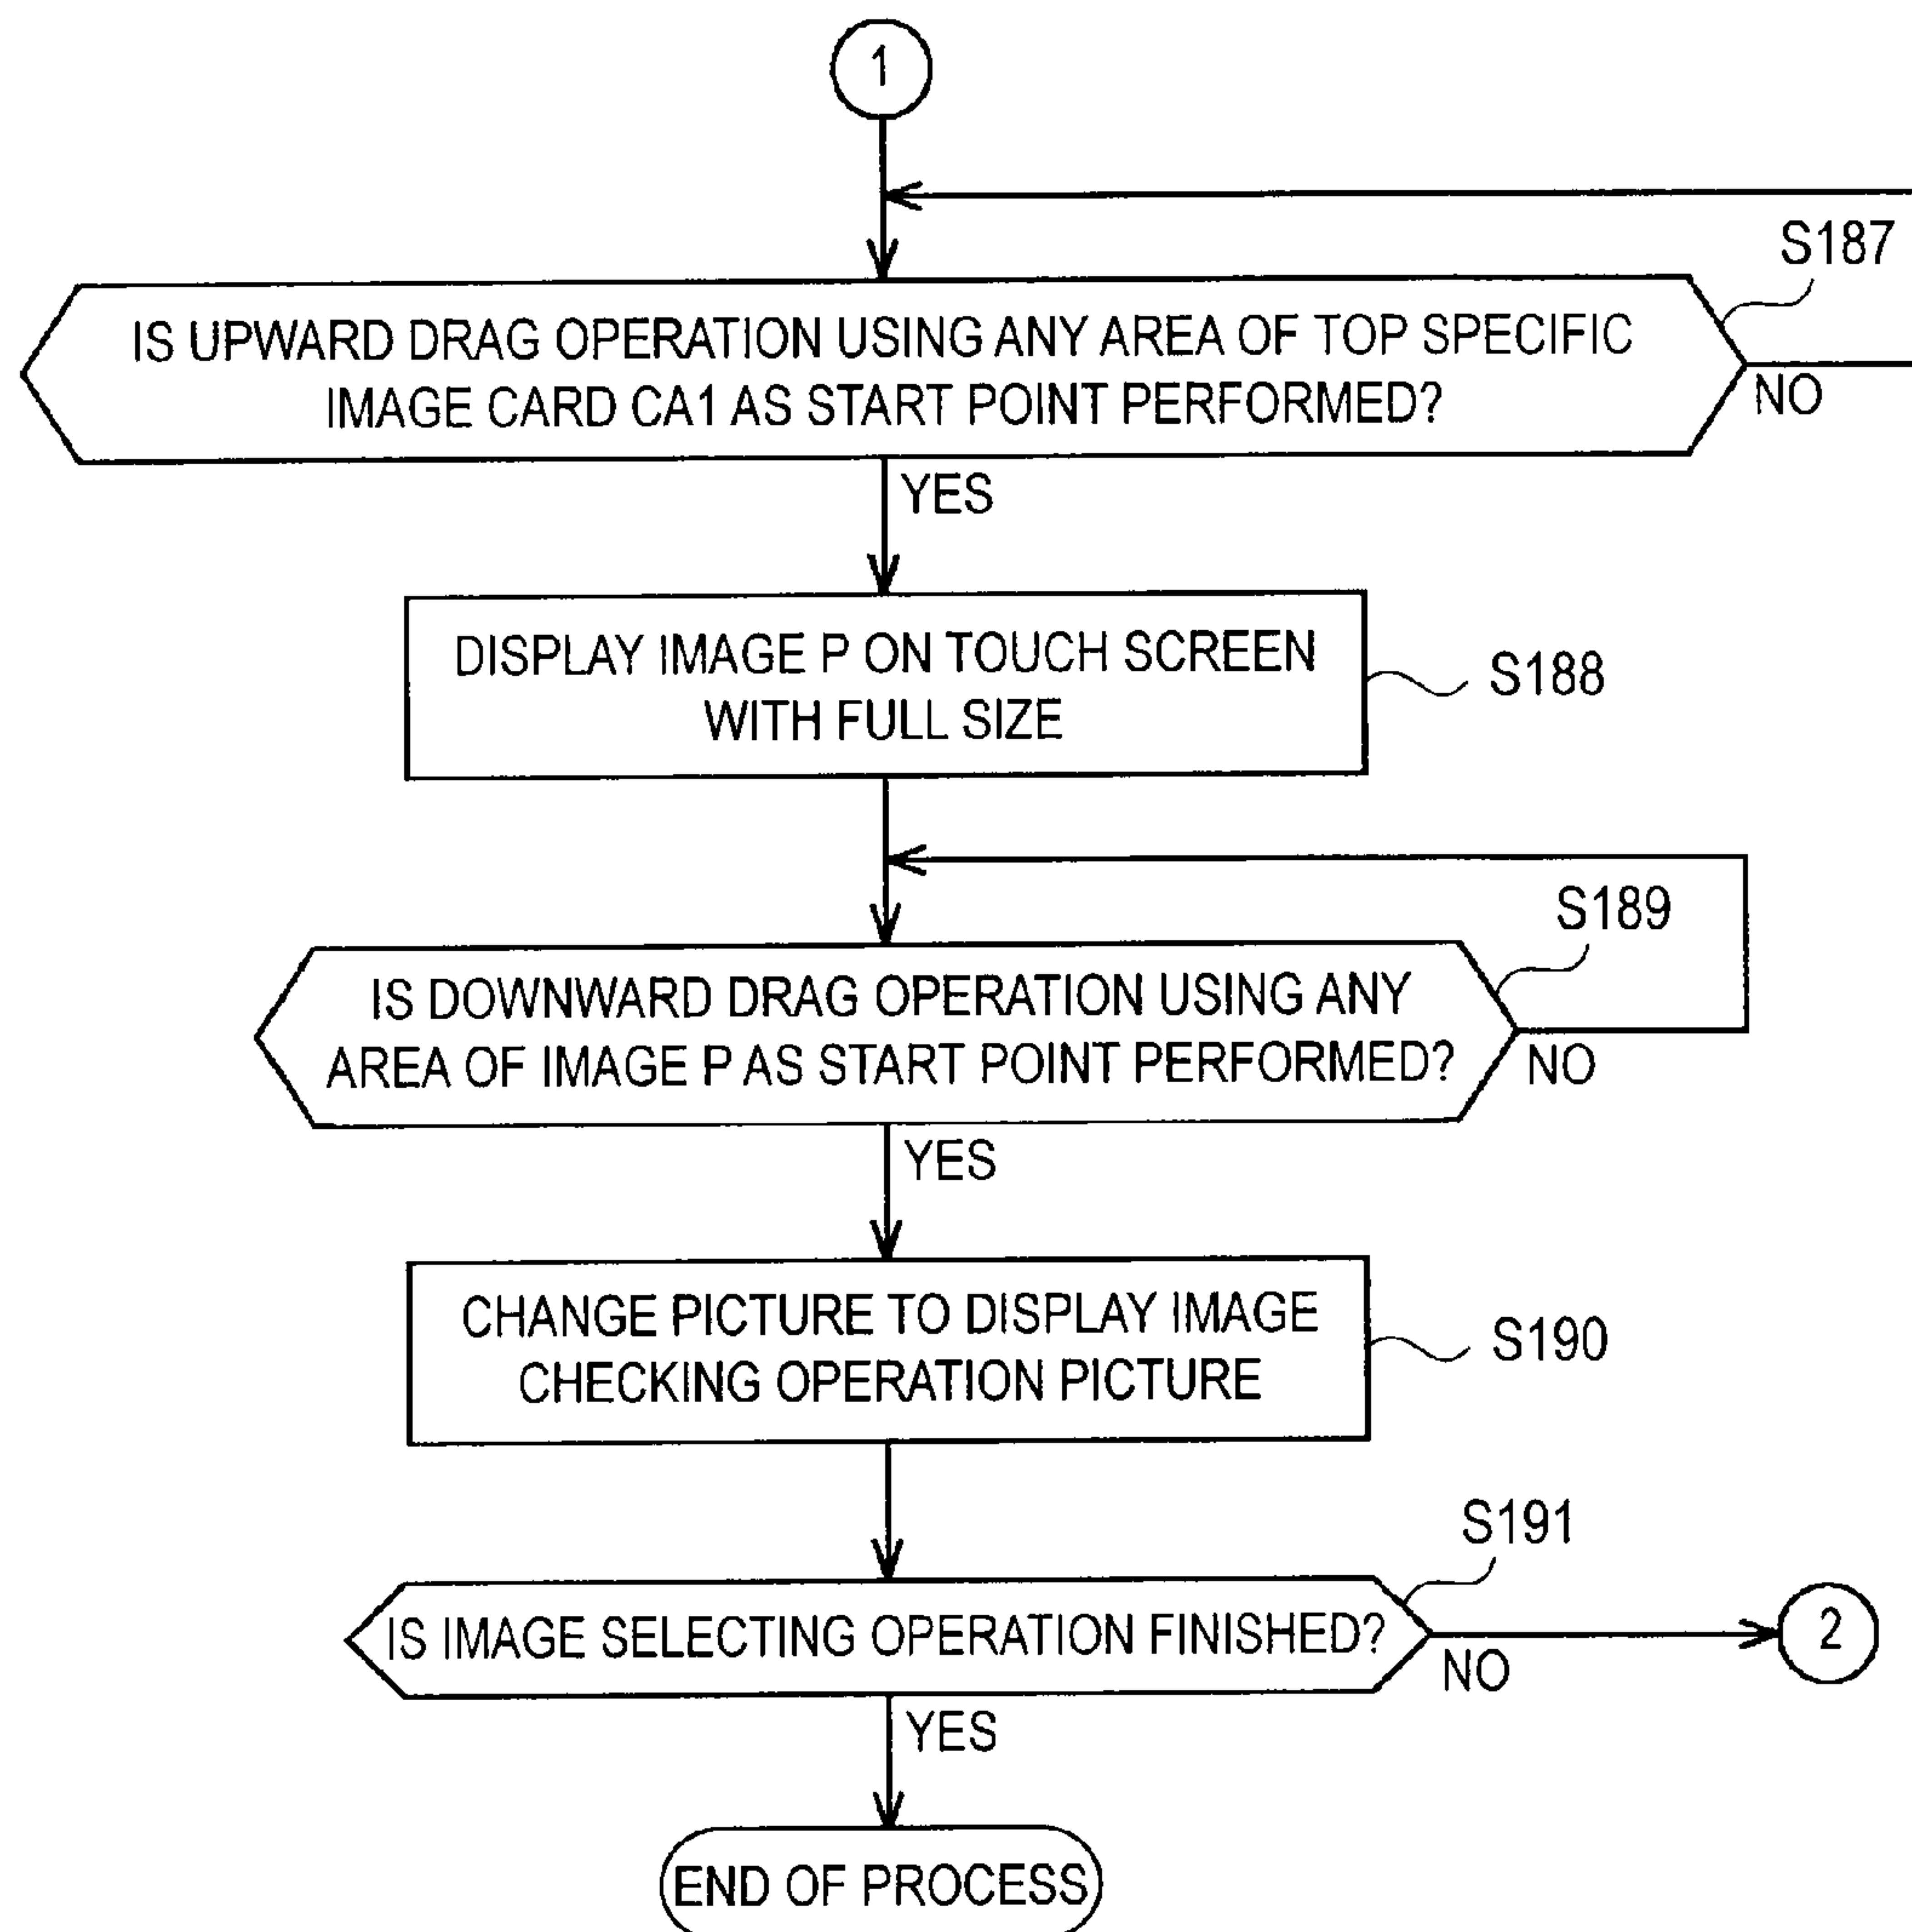 1
S187
IS UPWARD DRAG OPERATION USING ANY AREA OF TOP SPECIFIC
IMAGE CARD CA1 AS START POINT PERFORMED?
NO
YES
DISPLAY IMAGE P ON TOUCH SCREEN
WITH FULL SIZE
S188
S189
IS DOWNWARD DRAG OPERATION USING ANY
AREA OF IMAGE P AS START POINT PERFORMED?
NO
YES
CHANGE PICTURE TO DISPLAY IMAGE
CHECKING OPERATION PICTURE
S190
S191
IS IMAGE SELECTING OPERATION FINISHED?
NO
2
YES
END OF PROCESS